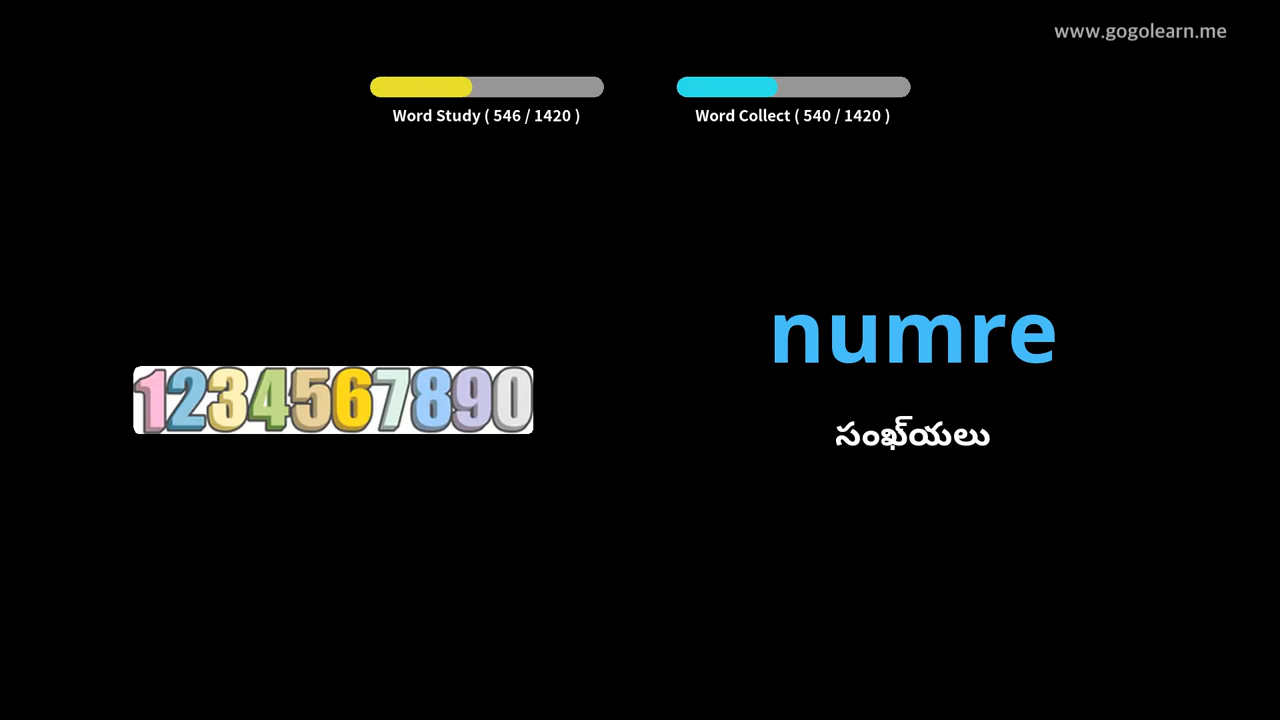 www.gogolearn.me
Word Study ( 546 / 1420 )
Word Collect ( 540 / 1420 )
numre
1234567890
సంఖ్‌యలు